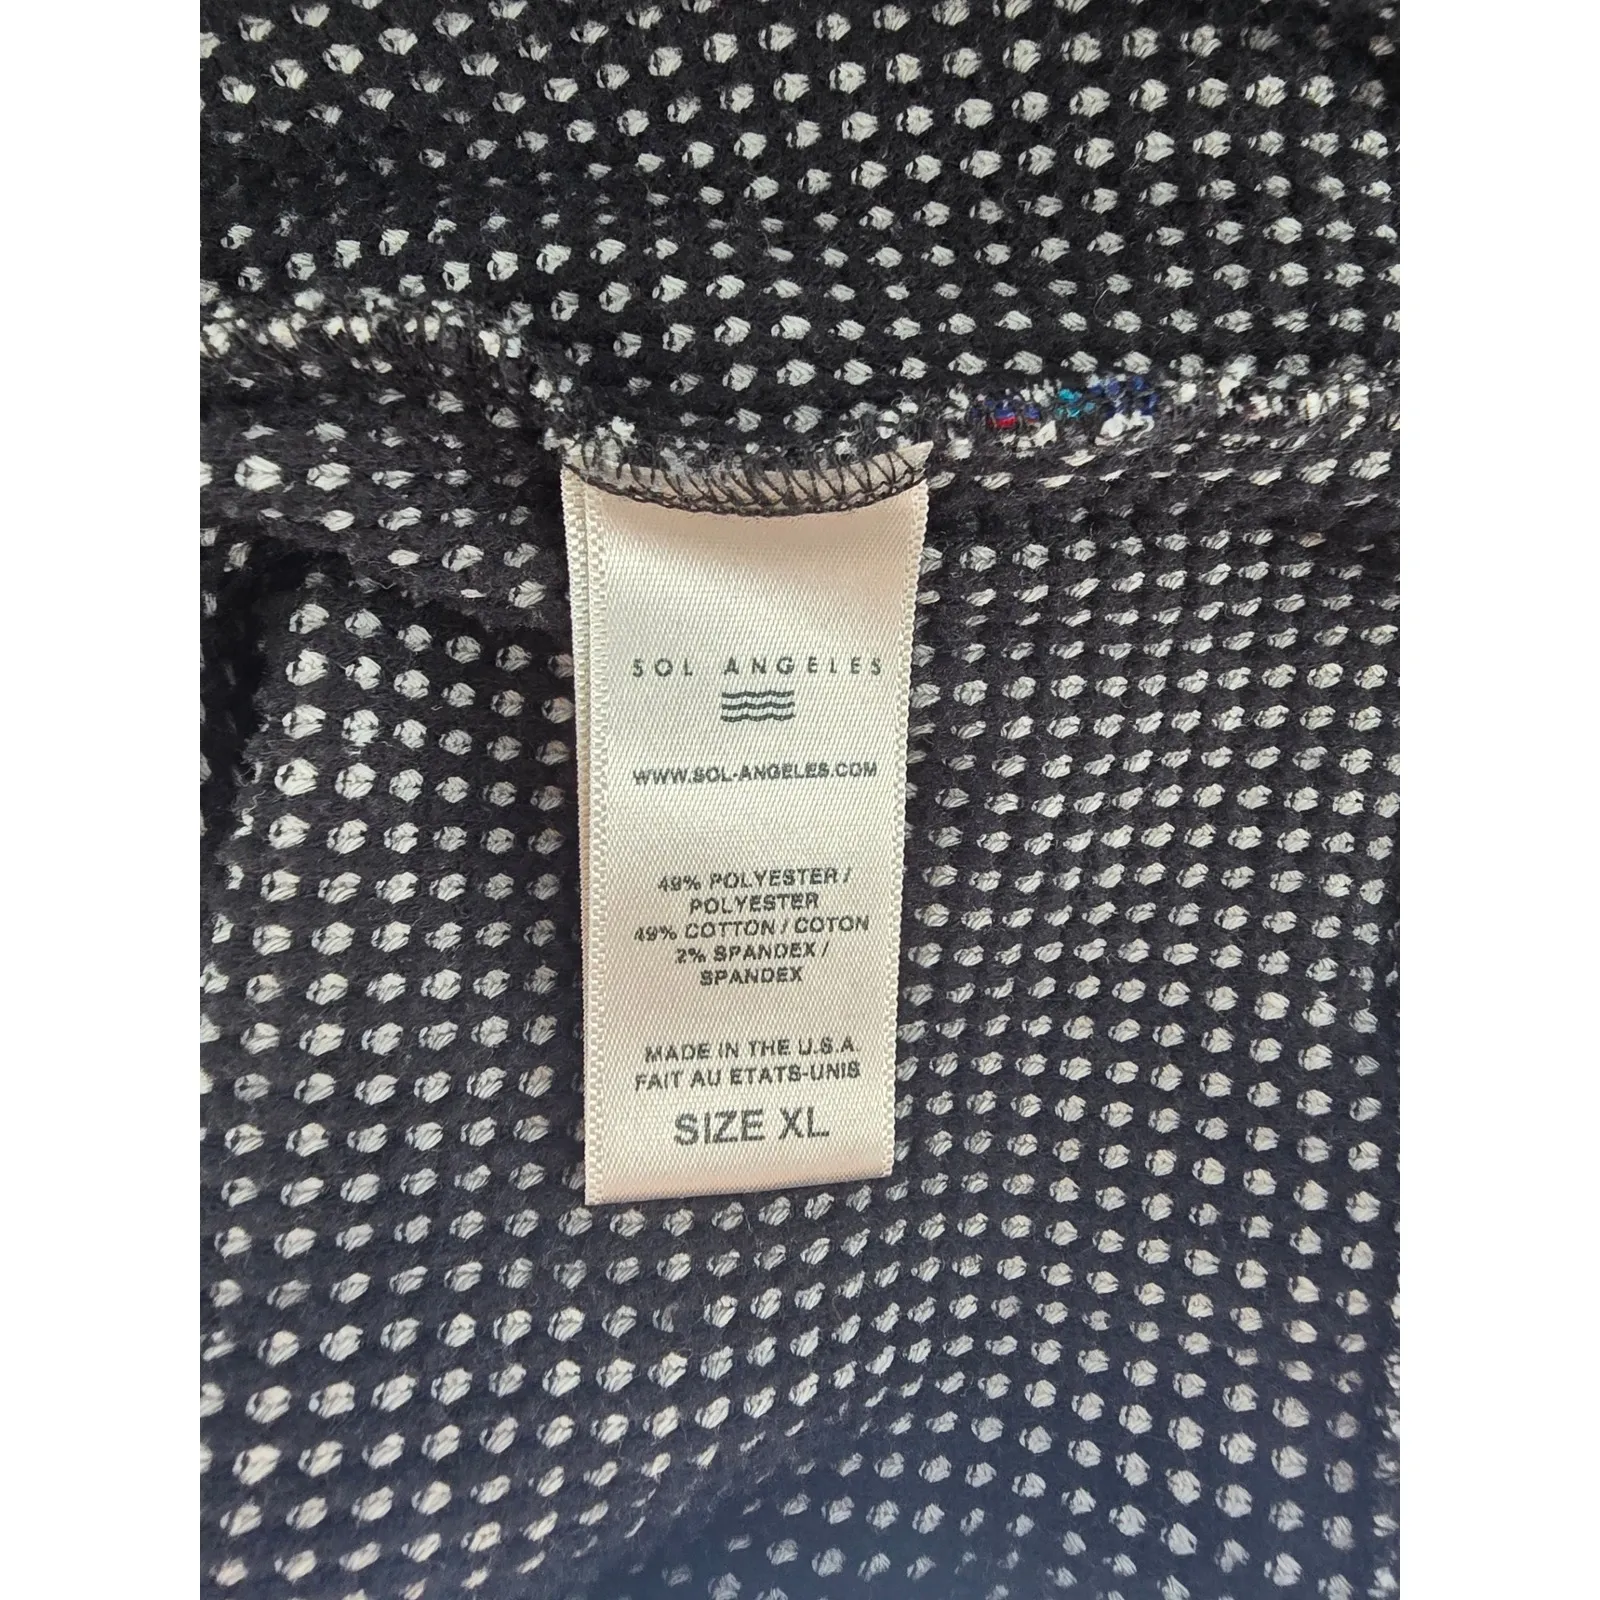 SOL ANGELES
WWW.SOL-ANGELES.COM
49% POLYESTER /
POLYESTER
49% COTTON / COTON
2% SPANDEX /
SPANDEX
MADE IN THE U.S.A
FAIT AU ETATS-UNIS
SIZE XL